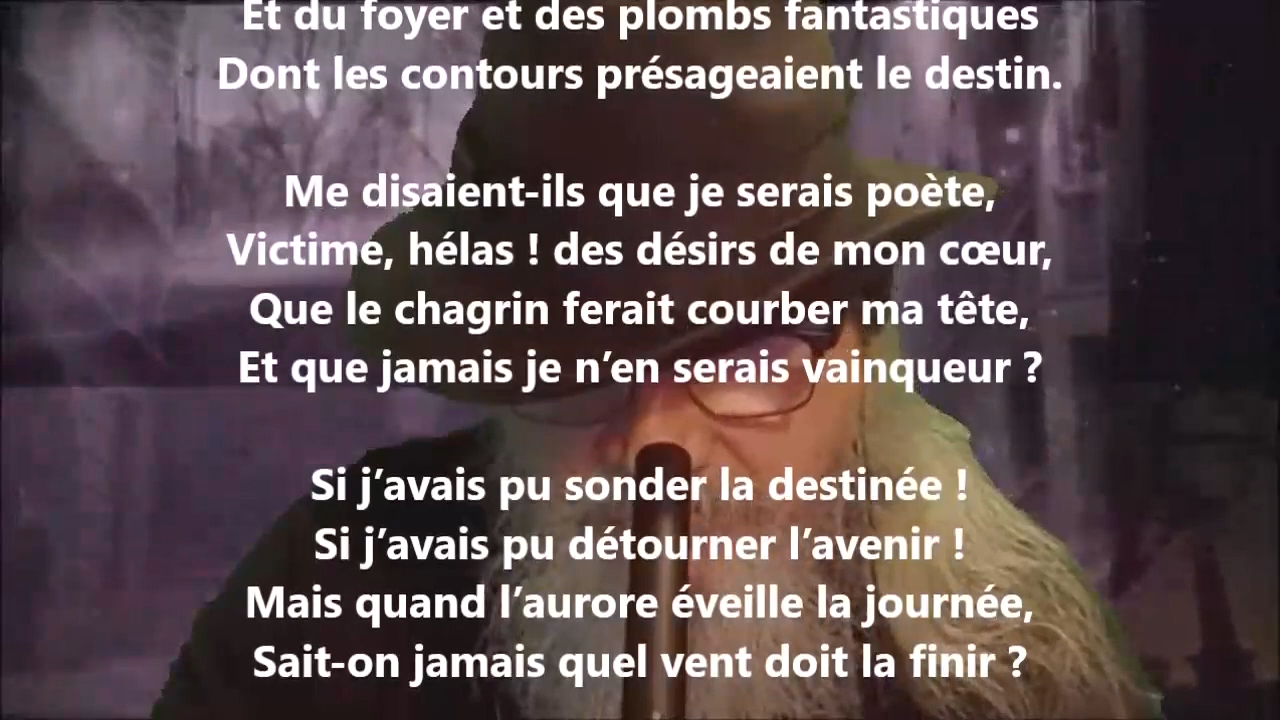 Et du foyer et des plombs fantastiques
Dont les contours présageaient le destin.
Me disaient-ils que je serais poète,
Victime, hélas ! des désirs de mon cœur,
Que le chagrin ferait courber ma tête,
Et que jamais je n’en serais vainqueur ?
Si j’avais pu sonder la destinée !
Si j’avais pu détourner l’avenir !
Mais quand l’aurore éveille la journée,
Sait-on jamais quel vent doit la finir ?